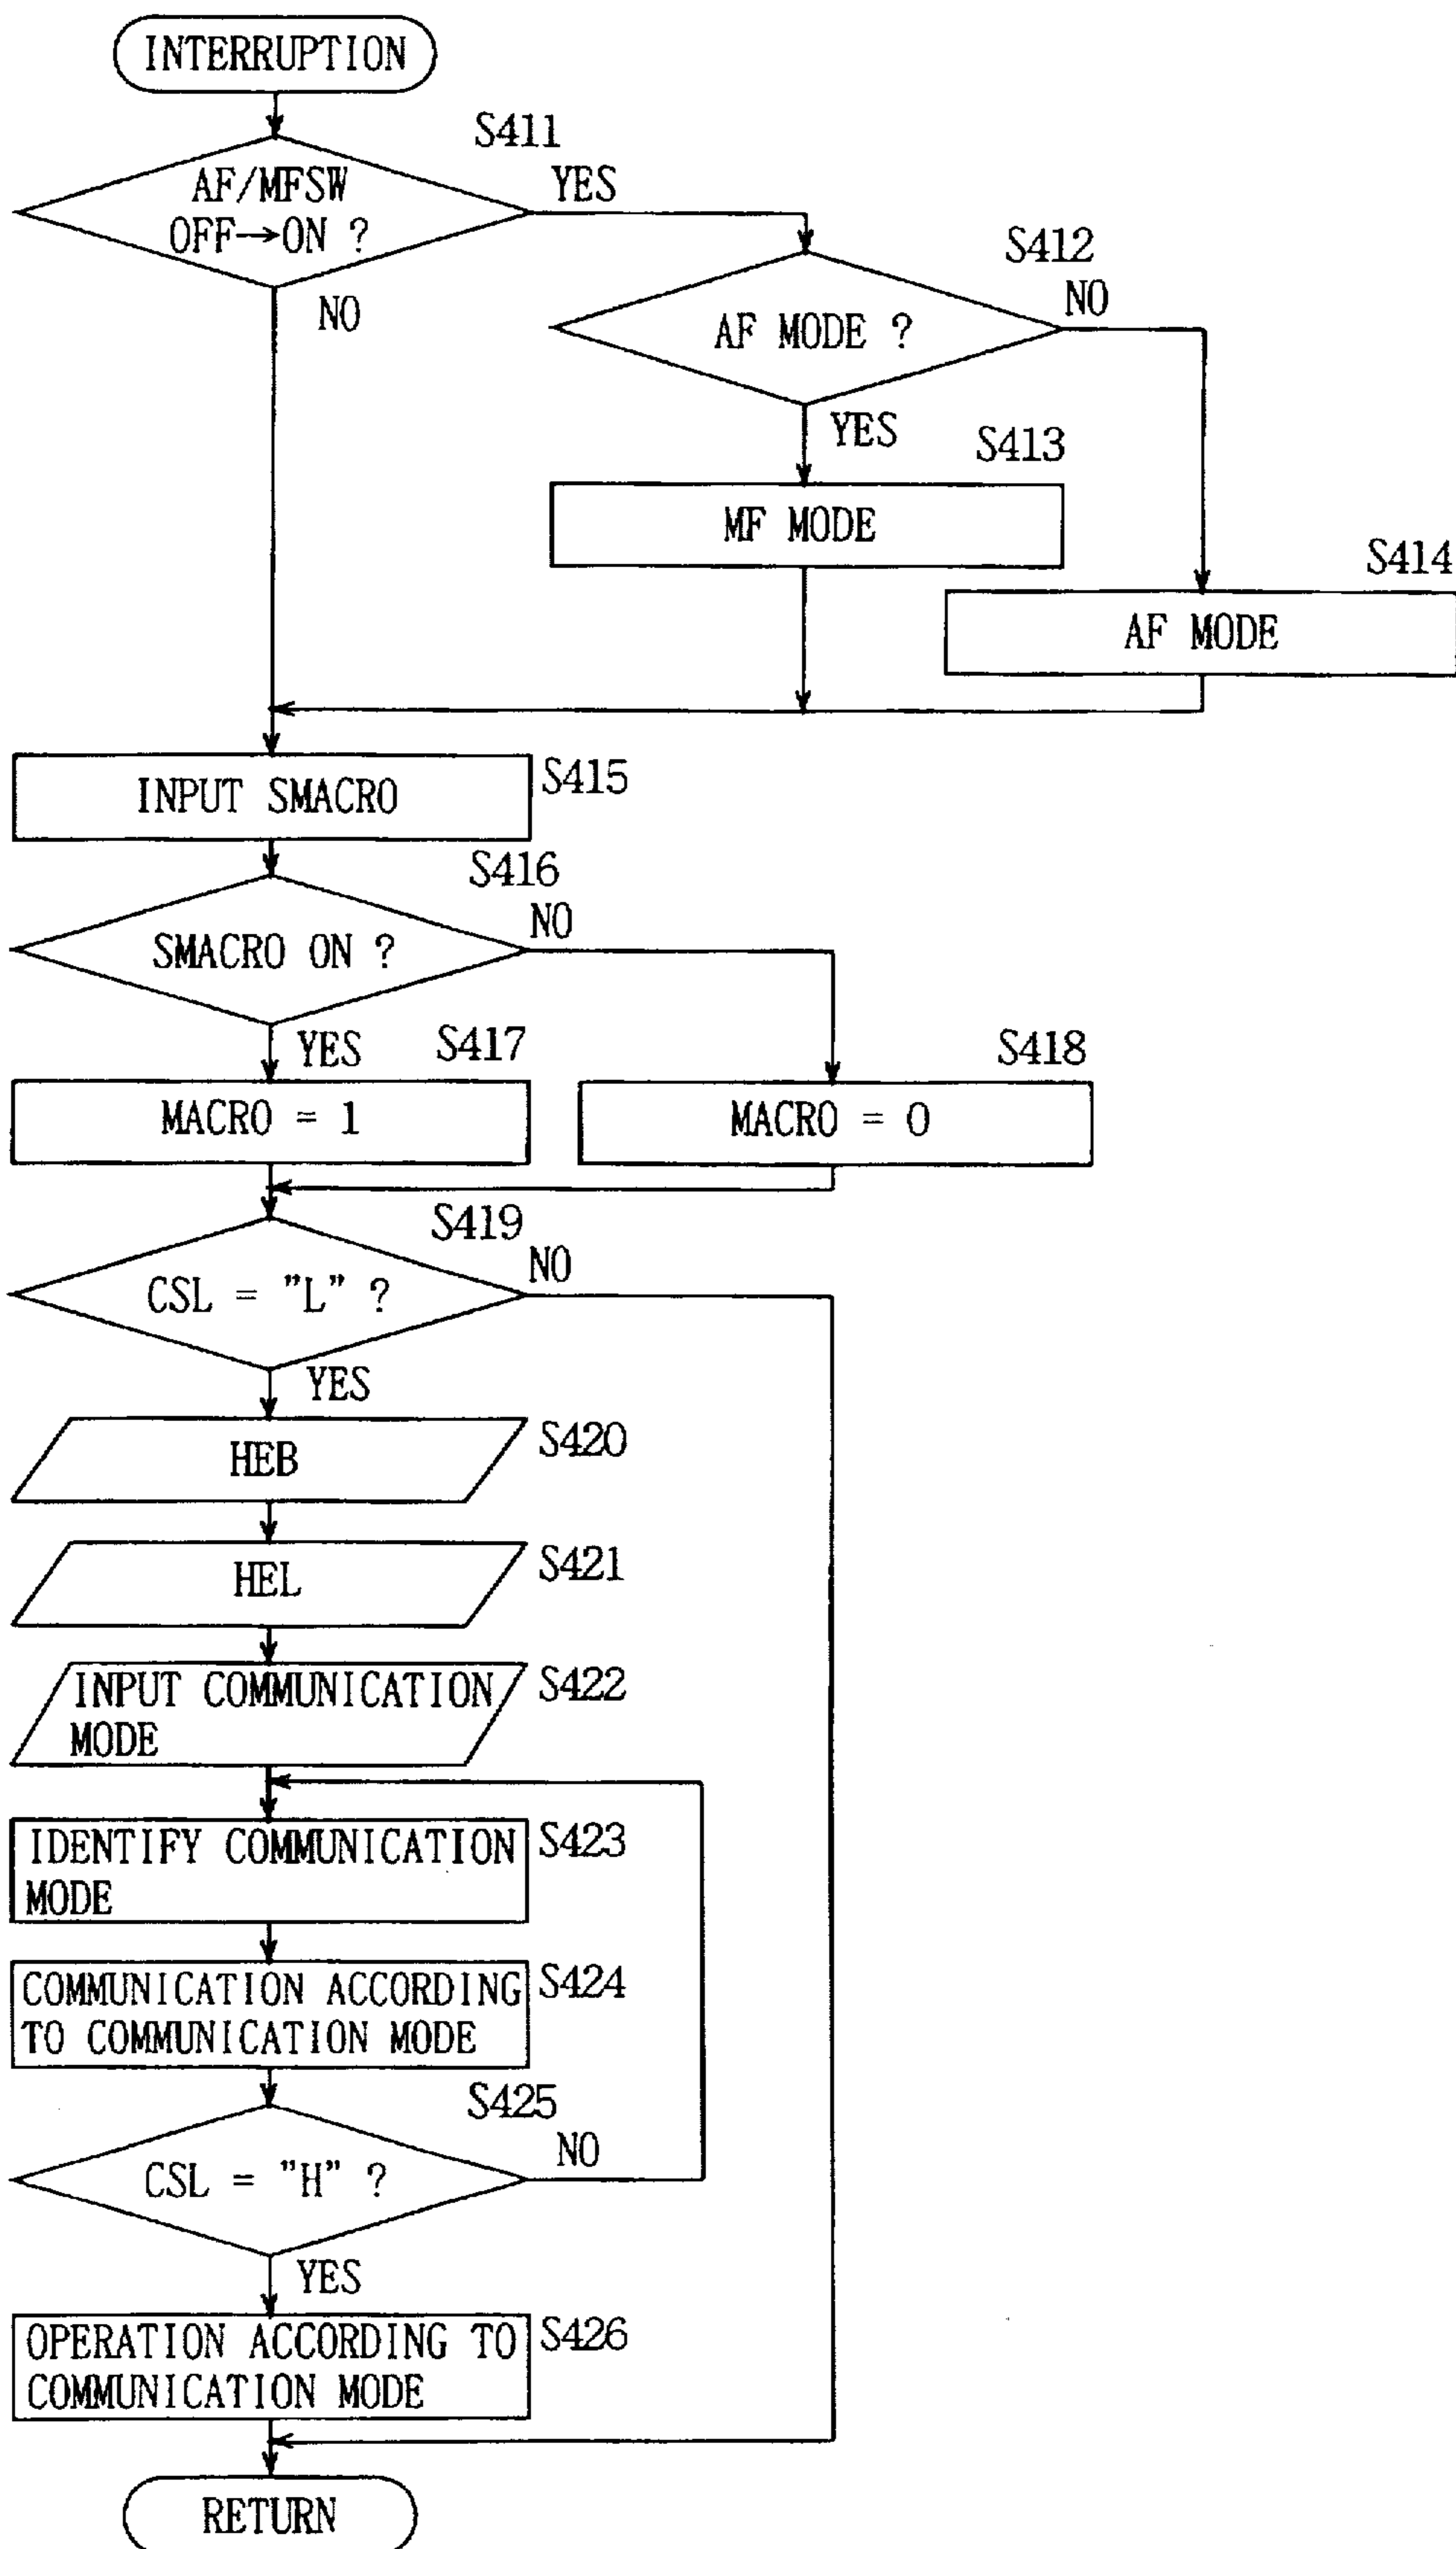 INTERRUPTION
S411
AF/MFSW
OFF→ON ?
YES
NO
S412
AF MODE ?
NO
YES
S413
MF MODE
S414
AF MODE
INPUT SMACRO
S415
S416
SMACRO ON ?
NO
YES
S417
MACRO = 1
S418
MACRO = 0
S419
CSL = "L" ?
NO
YES
HEB
S420
HEL
S421
INPUT COMMUNICATION
MODE
S422
IDENTIFY COMMUNICATION
MODE
S423
COMMUNICATION ACCORDING
TO COMMUNICATION MODE
S424
S425
CSL = "H" ?
NO
YES
OPERATION ACCORDING TO
COMMUNICATION MODE
S426
RETURN